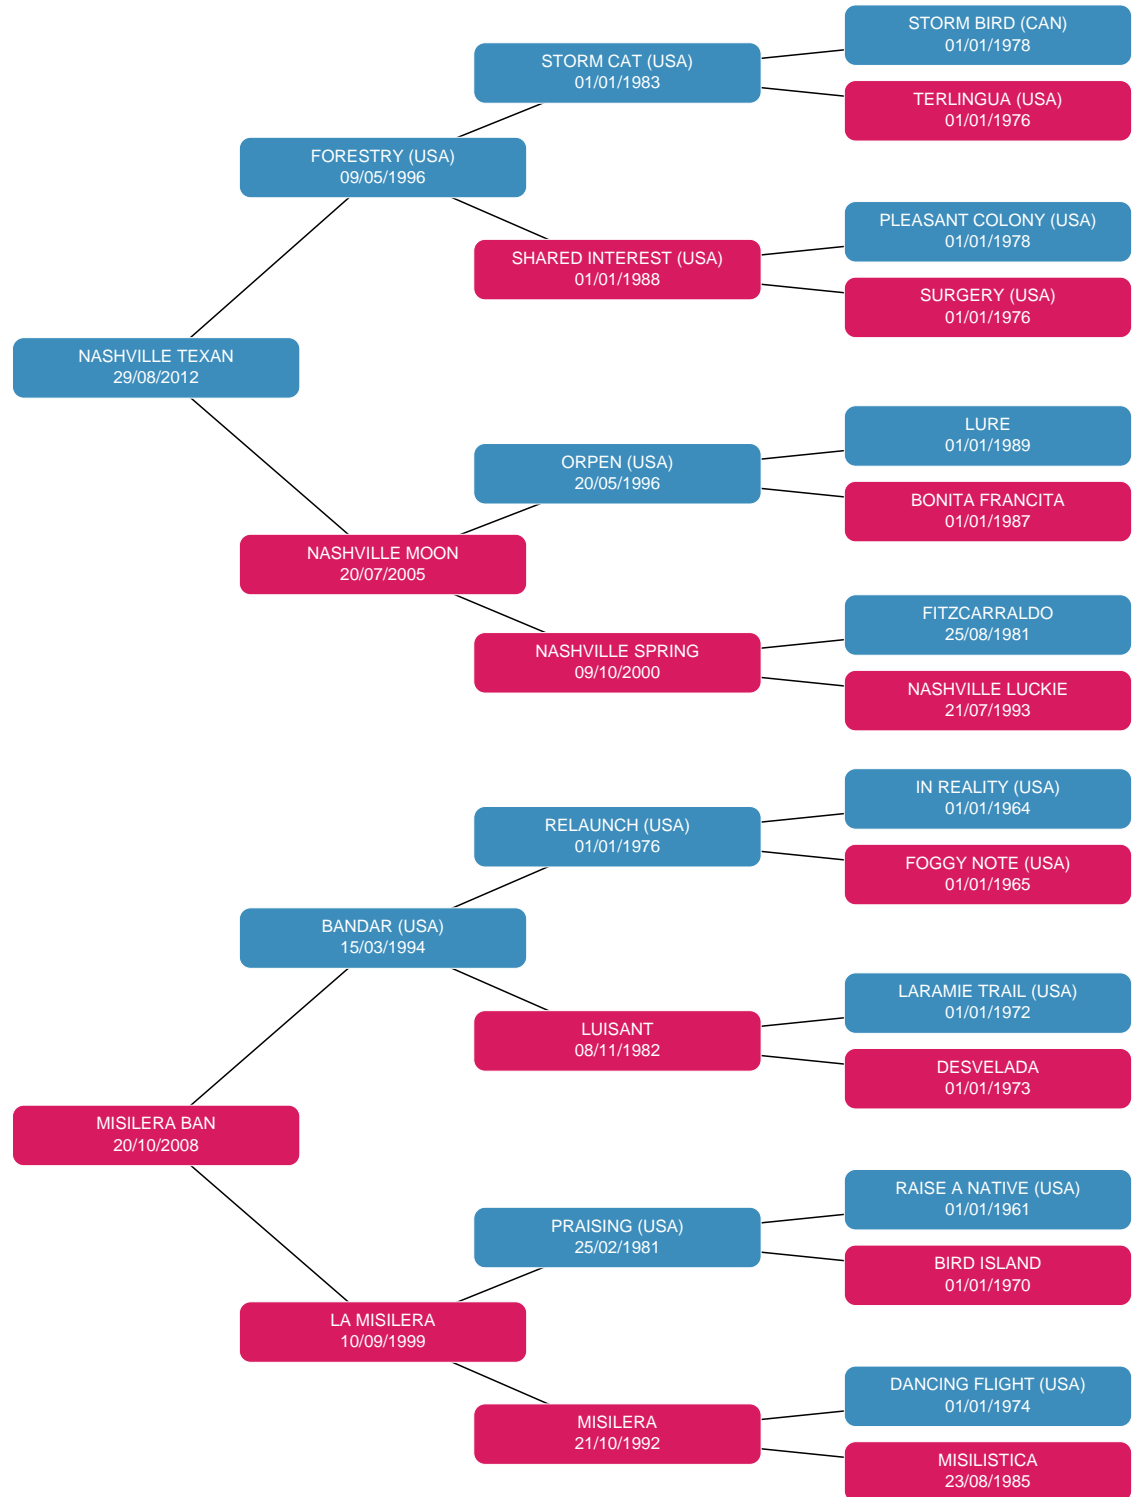 STORM BIRD (CAN)
01/01/1978
STORM CAT (USA)
01/01/1983
TERLINGUA (USA)
01/01/1976
FORESTRY (USA)
09/05/1996
PLEASANT COLONY (USA)
01/01/1978
SHARED INTEREST (USA)
01/01/1988
SURGERY (USA)
01/01/1976
NASHVILLE TEXAN
29/08/2012
LURE
01/01/1989
ORPEN (USA)
20/05/1996
BONITA FRANCITA
01/01/1987
NASHVILLE MOON
20/07/2005
FITZCARRALDO
25/08/1981
NASHVILLE SPRING
09/10/2000
NASHVILLE LUCKIE
21/07/1993
IN REALITY (USA)
01/01/1964
RELAUNCH (USA)
01/01/1976
FOGGY NOTE (USA)
01/01/1965
BANDAR (USA)
15/03/1994
LARAMIE TRAIL (USA)
01/01/1972
LUISANT
08/11/1982
DESVELADA
01/01/1973
MISILERA BAN
20/10/2008
RAISE A NATIVE (USA)
01/01/1961
PRAISING (USA)
25/02/1981
BIRD ISLAND
01/01/1970
LA MISILERA
10/09/1999
DANCING FLIGHT (USA)
01/01/1974
MISILERA
21/10/1992
MISILISTICA
23/08/1985